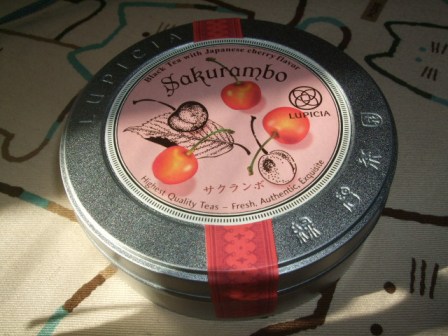 LUPICIA
Black Tea with Japanese cherry flavor
Sakurambo
LUPICIA
サクランボ
Highest Quality Teas – Fresh, Authentic, Exquisite